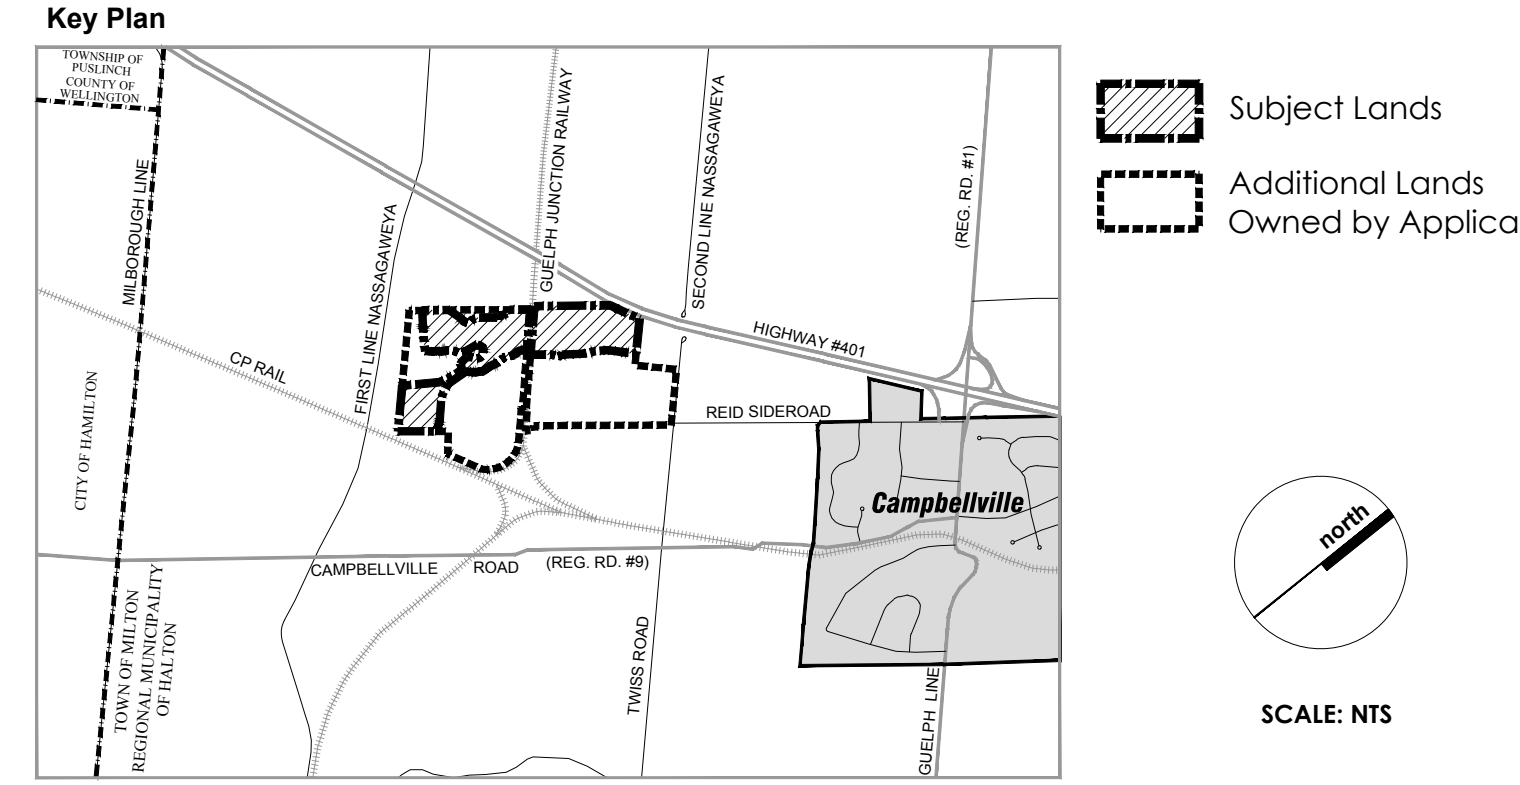 Key Plan
TOWNSHIP OF
PUSLINCH
COUNTY OF
WELLINGTON
MILBOROUGH LINE
FIRST LINE NASSAGAWEYA
GUELPH JUNCTION RAILWAY
SECOND LINE NASSAGAWEYA
(REG. RD. #1)
HIGHWAY #401
CP RAIL
REID SIDEROAD
CITY OF HAMILTON
Campbellville
CAMPBELLVILLE ROAD (REG. RD. #9)
TOWN OF MILTON
REGIONAL MUNICIPALITY
OF HALTON
TWISS ROAD
GUELPH LINE
Subject Lands
Additional Lands
Owned by Applica
north
SCALE: NTS